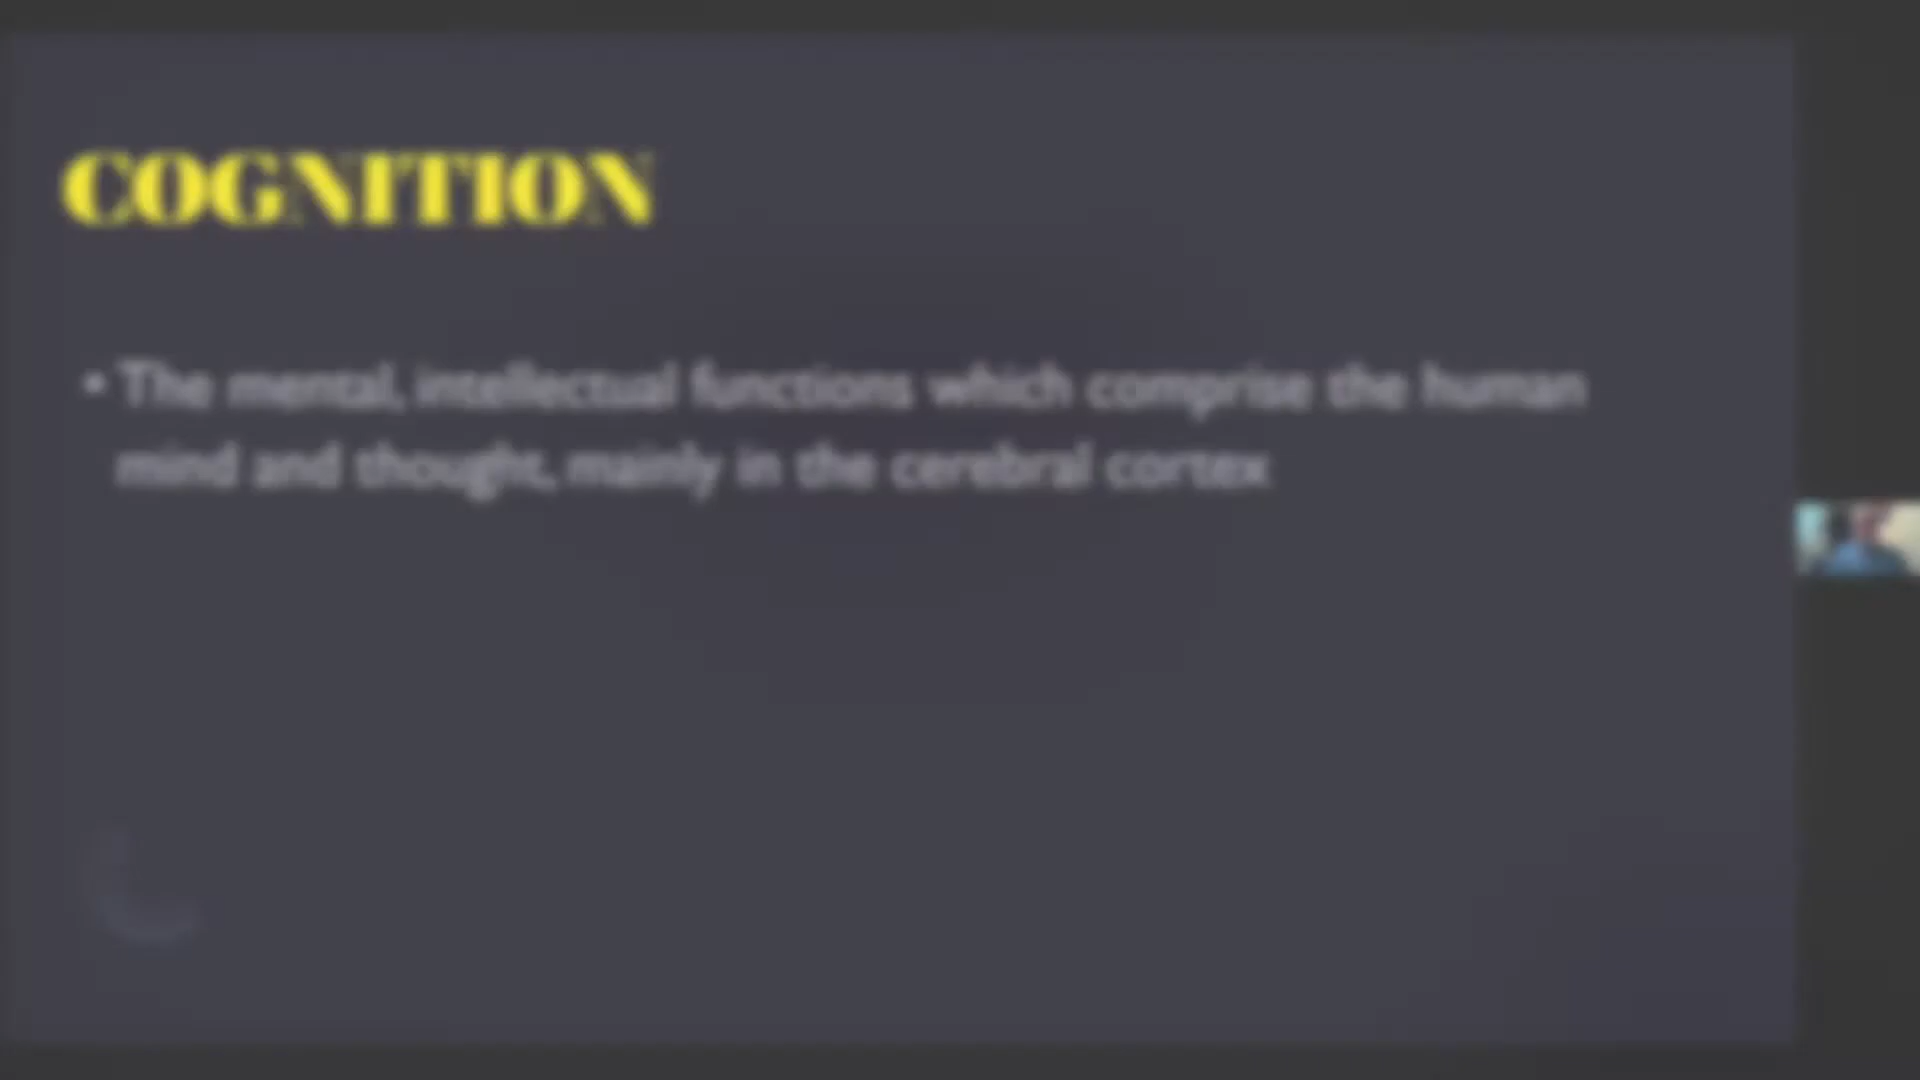 COGNITION
• The mental, intellectual functions which comprise the human
mind and thought, mainly in the cerebral cortex